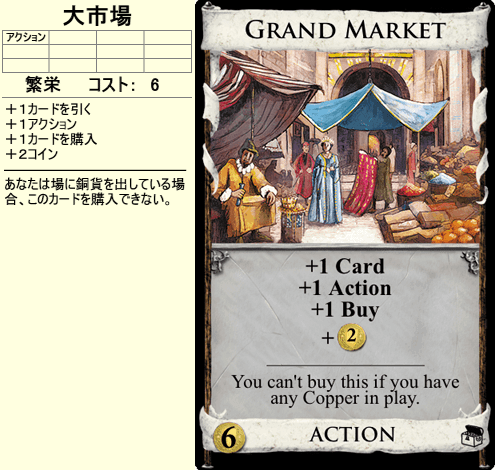 大市場
アクション
繁栄　コスト：　6
＋１カードを引く
＋１アクション
＋１カードを購入
＋２コイン
あなたは場に銅貨を出している場
合、このカードを購入できない。
GRAND MARKET
+1 Card
+1 Action
+1 Buy
+ 2
You can't buy this if you have
any Copper in play.
6 ACTION